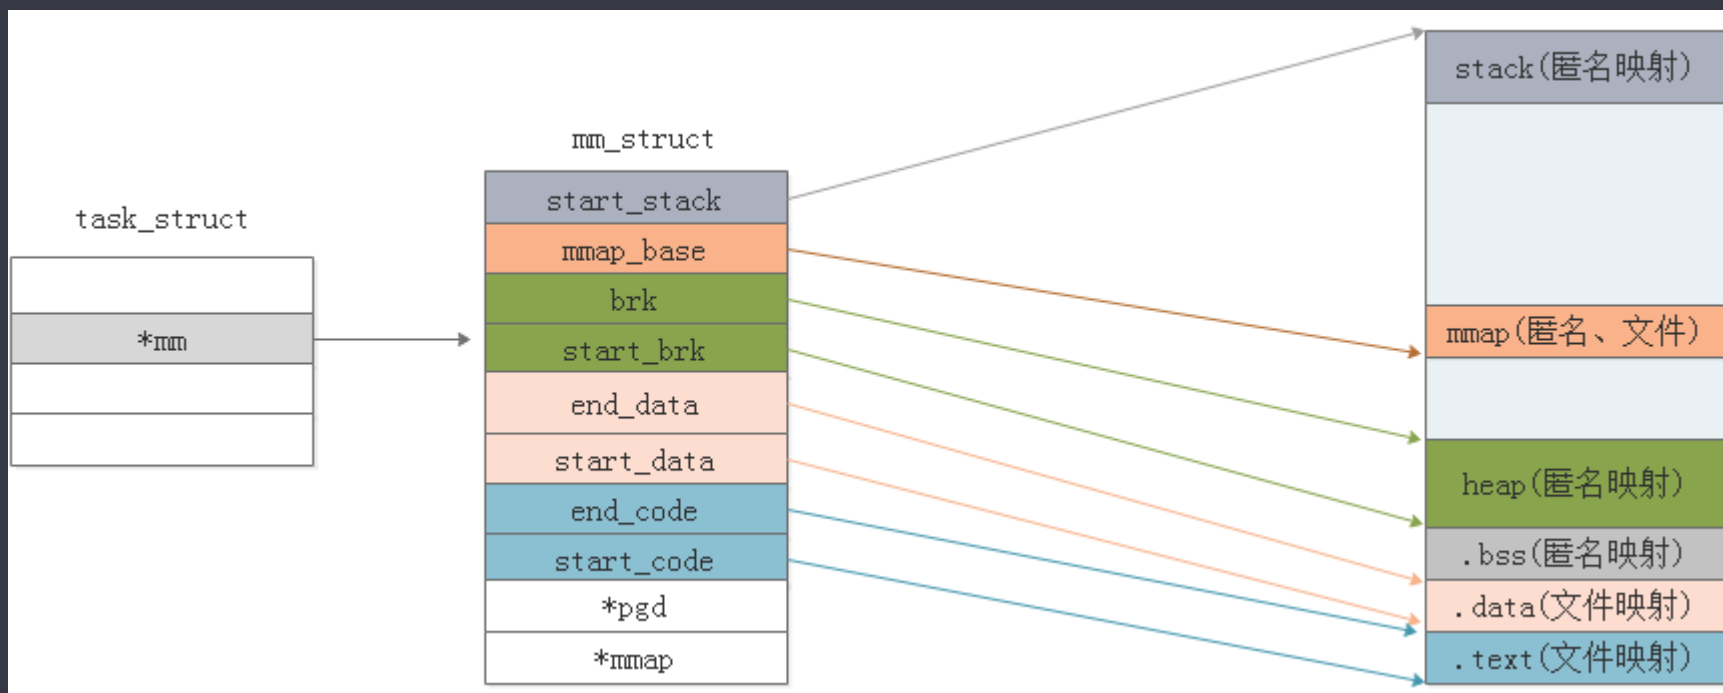 task_struct
*mm
mm_struct
start_stack
mmap_base
brk
start_brk
end_data
start_data
end_code
start_code
*pgd
*mmap
stack(匿名映射)
mmap(匿名、文件)
heap(匿名映射)
.bss(匿名映射)
.data(文件映射)
.text(文件映射)